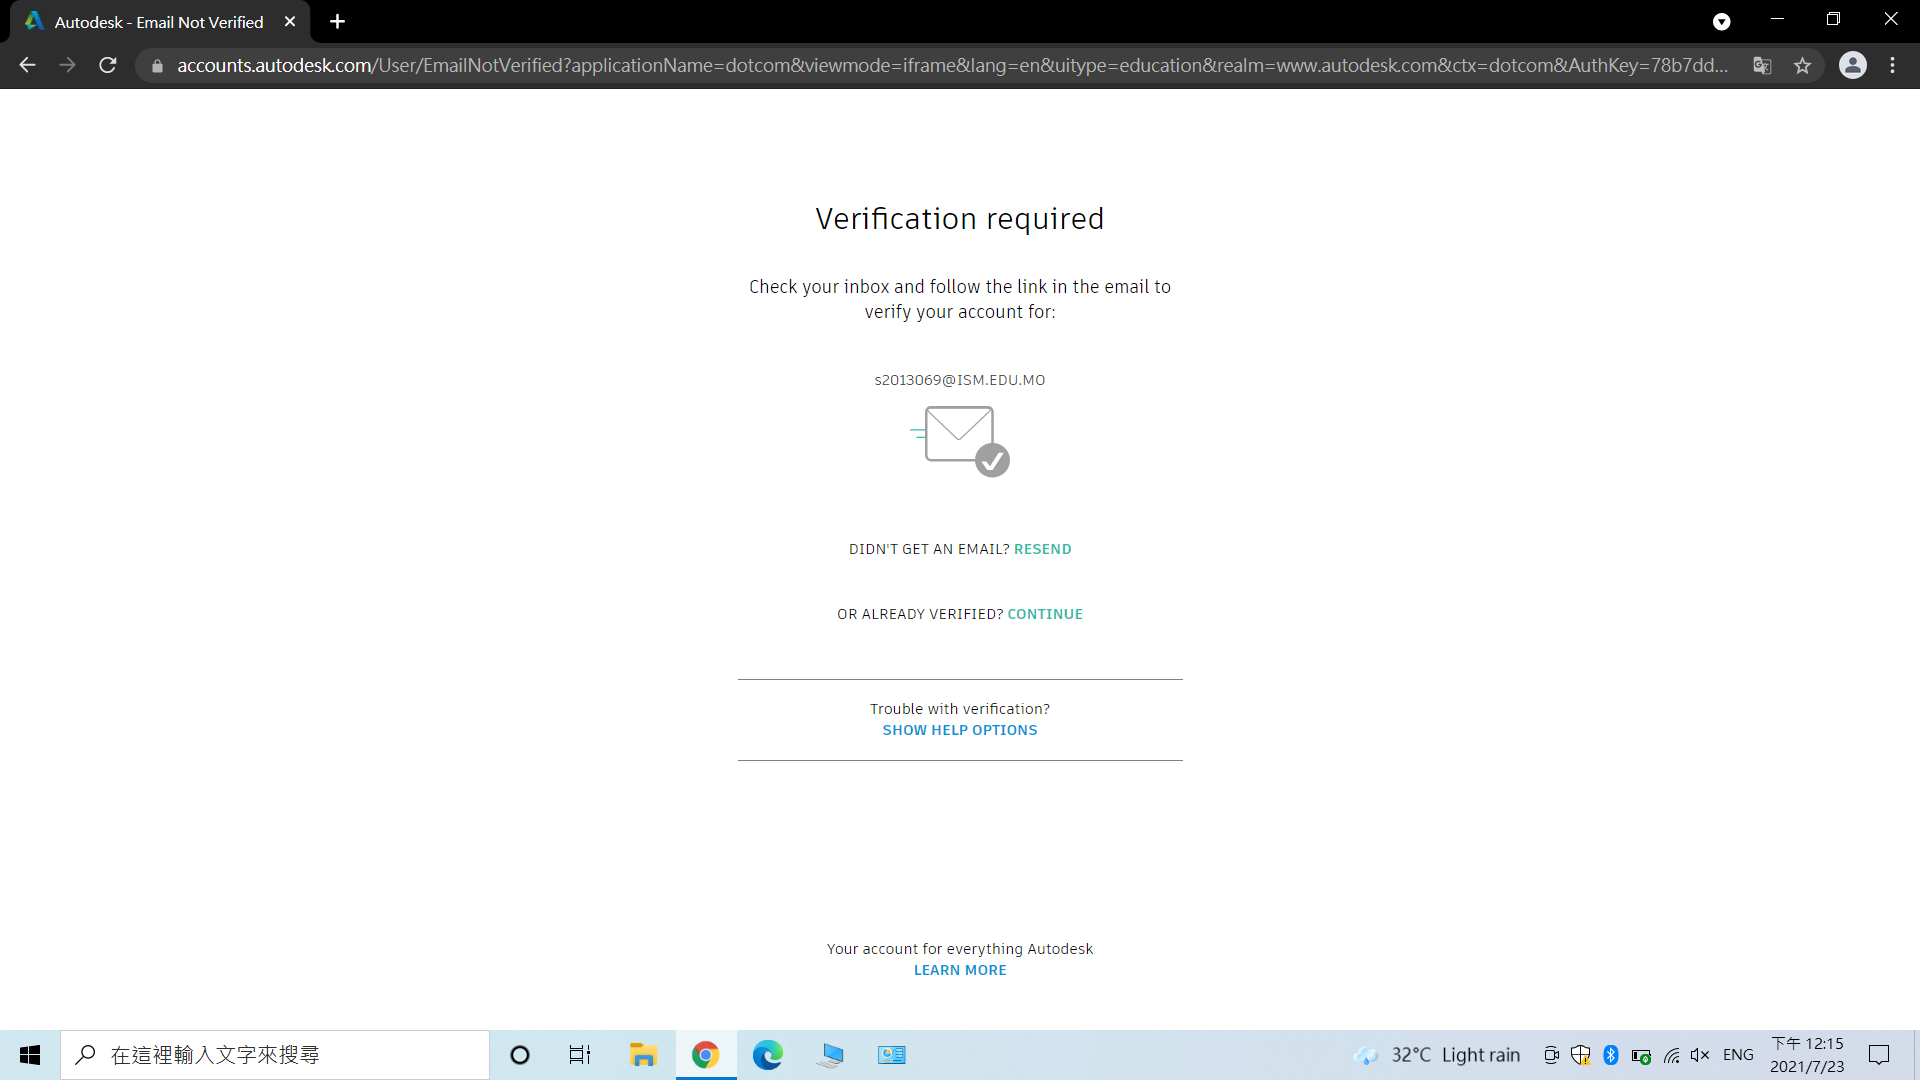 Autodesk - Email Not Verified
accounts.autodesk.com/User/EmailNotVerified?applicationName=dotcom&viewmode=iframe&lang=en&uitype=education&realm=www.autodesk.com&ctx=dotcom&AuthKey=78b7dd...
Verification required
Check your inbox and follow the link in the email to
verify your account for:
s2013069@ISM.EDU.MO
DIDN'T GET AN EMAIL? RESEND
OR ALREADY VERIFIED? CONTINUE
Trouble with verification?
SHOW HELP OPTIONS
Your account for everything Autodesk
LEARN MORE
在這裡輸入文字來搜尋
32°C Light rain
ENG
下午 12:15
2021/7/23